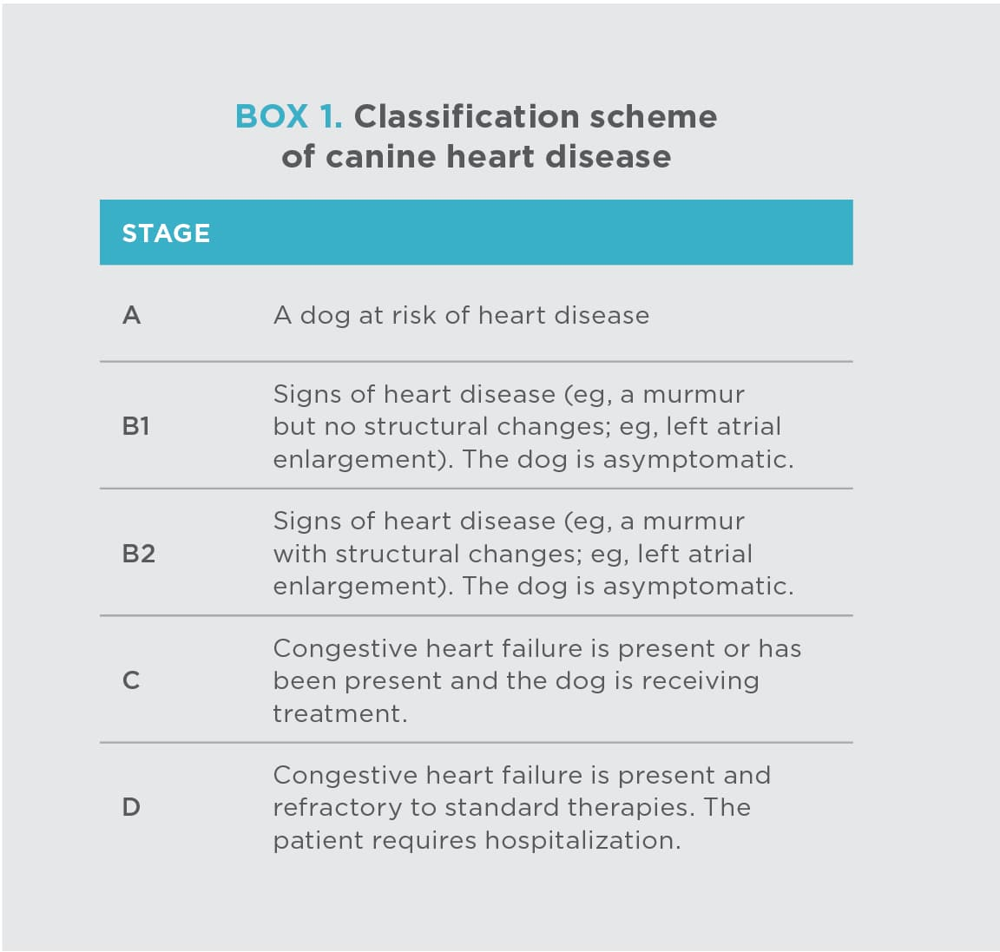 BOX 1. Classification scheme
of canine heart disease
STAGE
A
A dog at risk of heart disease
B1
Signs of heart disease (eg, a murmur
but no structural changes; eg, left atrial
enlargement). The dog is asymptomatic.
B2
Signs of heart disease (eg, a murmur
with structural changes; eg, left atrial
enlargement). The dog is asymptomatic.
C
Congestive heart failure is present or has
been present and the dog is receiving
treatment.
D
Congestive heart failure is present and
refractory to standard therapies. The
patient requires hospitalization.